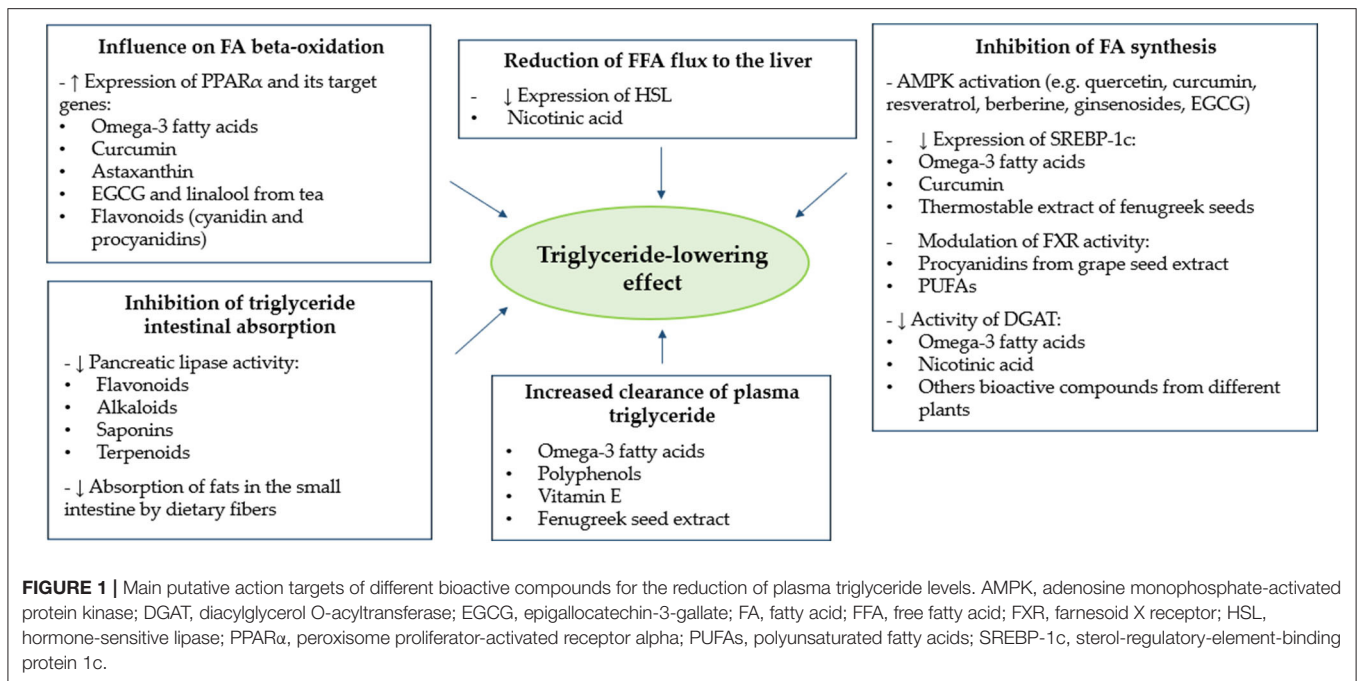 Influence on FA beta-oxidation
- ↑ Expression of PPARα and its target
genes:
• Omega-3 fatty acids
• Curcumin
• Astaxanthin
• EGCG and linalool from tea
• Flavonoids (cyanidin and
procyanidins)
Reduction of FFA flux to the liver
- ↓ Expression of HSL
• Nicotinic acid
Inhibition of FA synthesis
- AMPK activation (e.g. quercetin, curcumin,
resveratrol, berberine, ginsenosides, EGCG)
- ↓ Expression of SREBP-1c:
• Omega-3 fatty acids
• Curcumin
• Thermostable extract of fenugreek seeds
- Modulation of FXR activity:
• Procyanidins from grape seed extract
• PUFAs
- ↓ Activity of DGAT:
• Omega-3 fatty acids
• Nicotinic acid
• Others bioactive compounds from different
plants
Triglyceride-lowering
effect
Inhibition of triglyceride
intestinal absorption
- ↓ Pancreatic lipase activity:
• Flavonoids
• Alkaloids
• Saponins
• Terpenoids
- ↓ Absorption of fats in the small
intestine by dietary fibers
Increased clearance of plasma
triglyceride
• Omega-3 fatty acids
• Polyphenols
• Vitamin E
• Fenugreek seed extract
FIGURE 1 | Main putative action targets of different bioactive compounds for the reduction of plasma triglyceride levels. AMPK, adenosine monophosphate-activated
protein kinase; DGAT, diacylglycerol O-acyltransferase; EGCG, epigallocatechin-3-gallate; FA, fatty acid; FFA, free fatty acid; FXR, farnesoid X receptor; HSL,
hormone-sensitive lipase; PPARα, peroxisome proliferator-activated receptor alpha; PUFAs, polyunsaturated fatty acids; SREBP-1c, sterol-regulatory-element-binding
protein 1c.